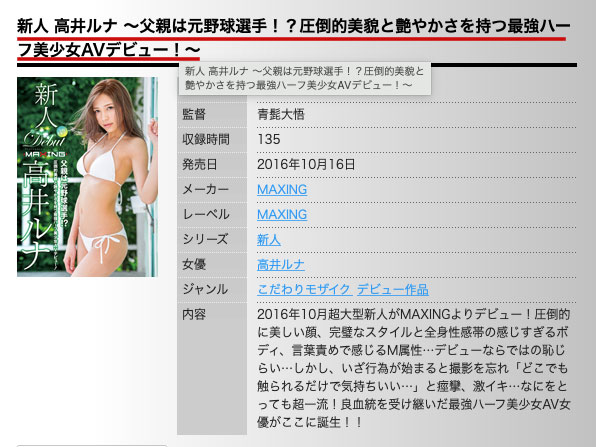 新人 高井ルナ ～父親は元野球選手！？圧倒的美貌と艶やかさを持つ最強ハー
フ美少女AVデビュー！～
新人 高井ルナ ～父親は元野球選手！？圧倒的美貌と
艶やかさを持つ最強ハーフ美少女AVデビュー！～
新人
Debut
MAXING
高井ルナ
父親は元野球選手!?
監督 青髭大悟
収録時間 135
発売日 2016年10月16日
メーカー MAXING
レーベル MAXING
シリーズ 新人
女優 高井ルナ
ジャンル こだわりモザイク デビュー作品
内容 2016年10月超大型新人がMAXINGよりデビュー！圧倒的
に美しい顔、完璧なスタイルと全身性感帯の感じすぎるボ
ディ、言葉責めで感じるM属性…デビューならではの恥じ
らい…しかし、いざ行為が始まると撮影を忘れ「どこでも
触られるだけで気持ちいい…」と痙攣、激イキ…なにをと
っても超一流！良血統を受け継いだ最強ハーフ美少女AV女
優がここに誕生！！